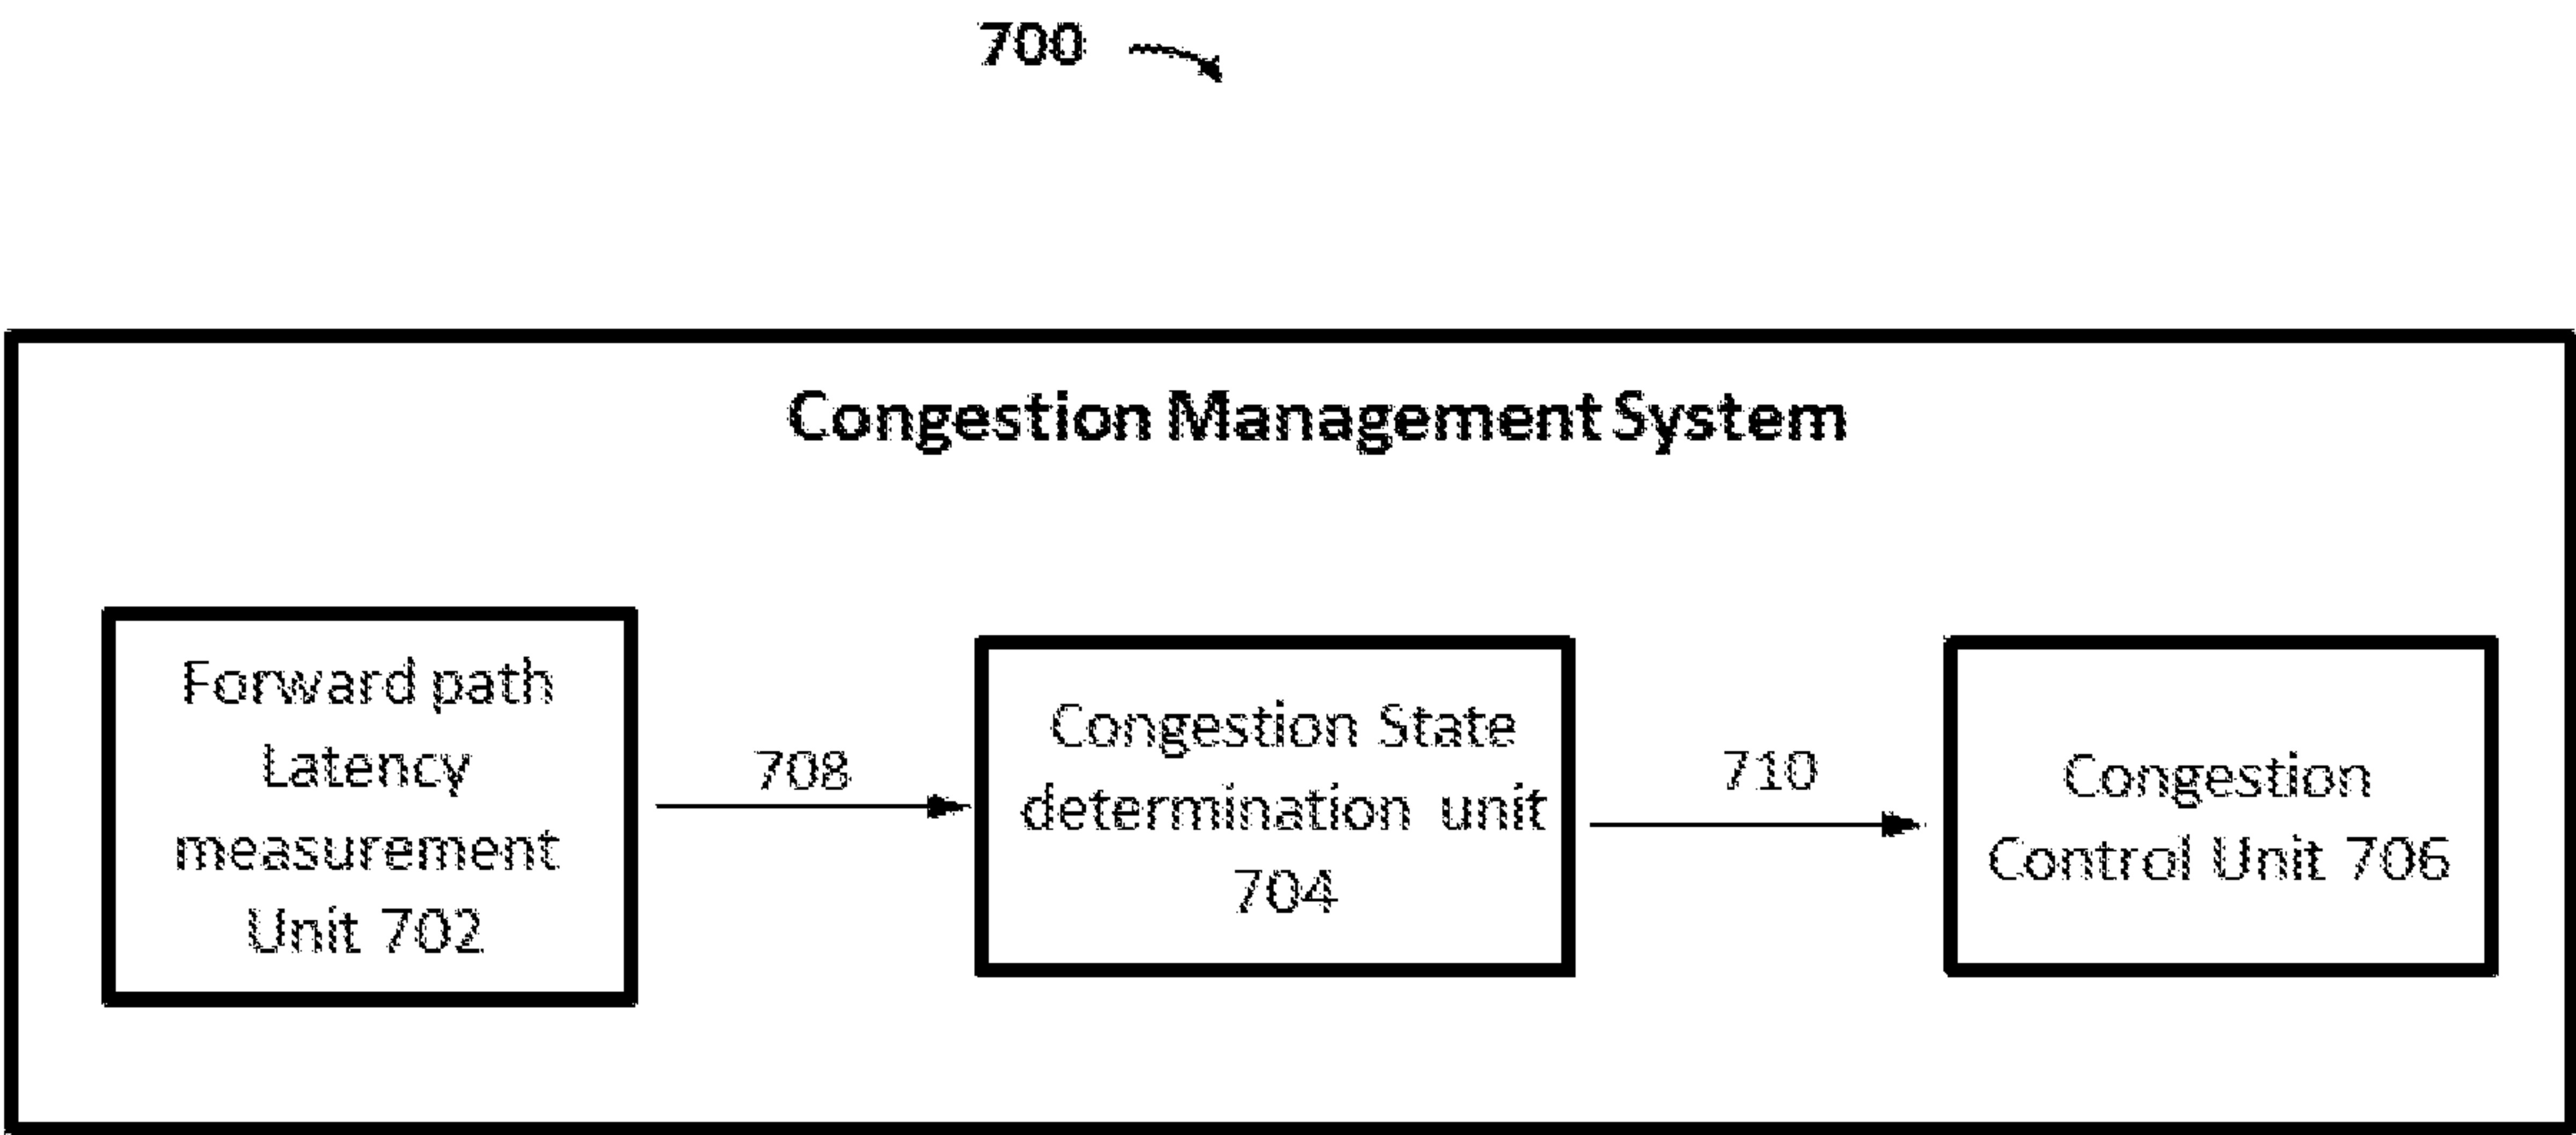 700
Congestion Management System
Forward path
Latency
measurement
Unit 702
708
Congestion State
determination unit
704
710
Congestion
Control Unit 706